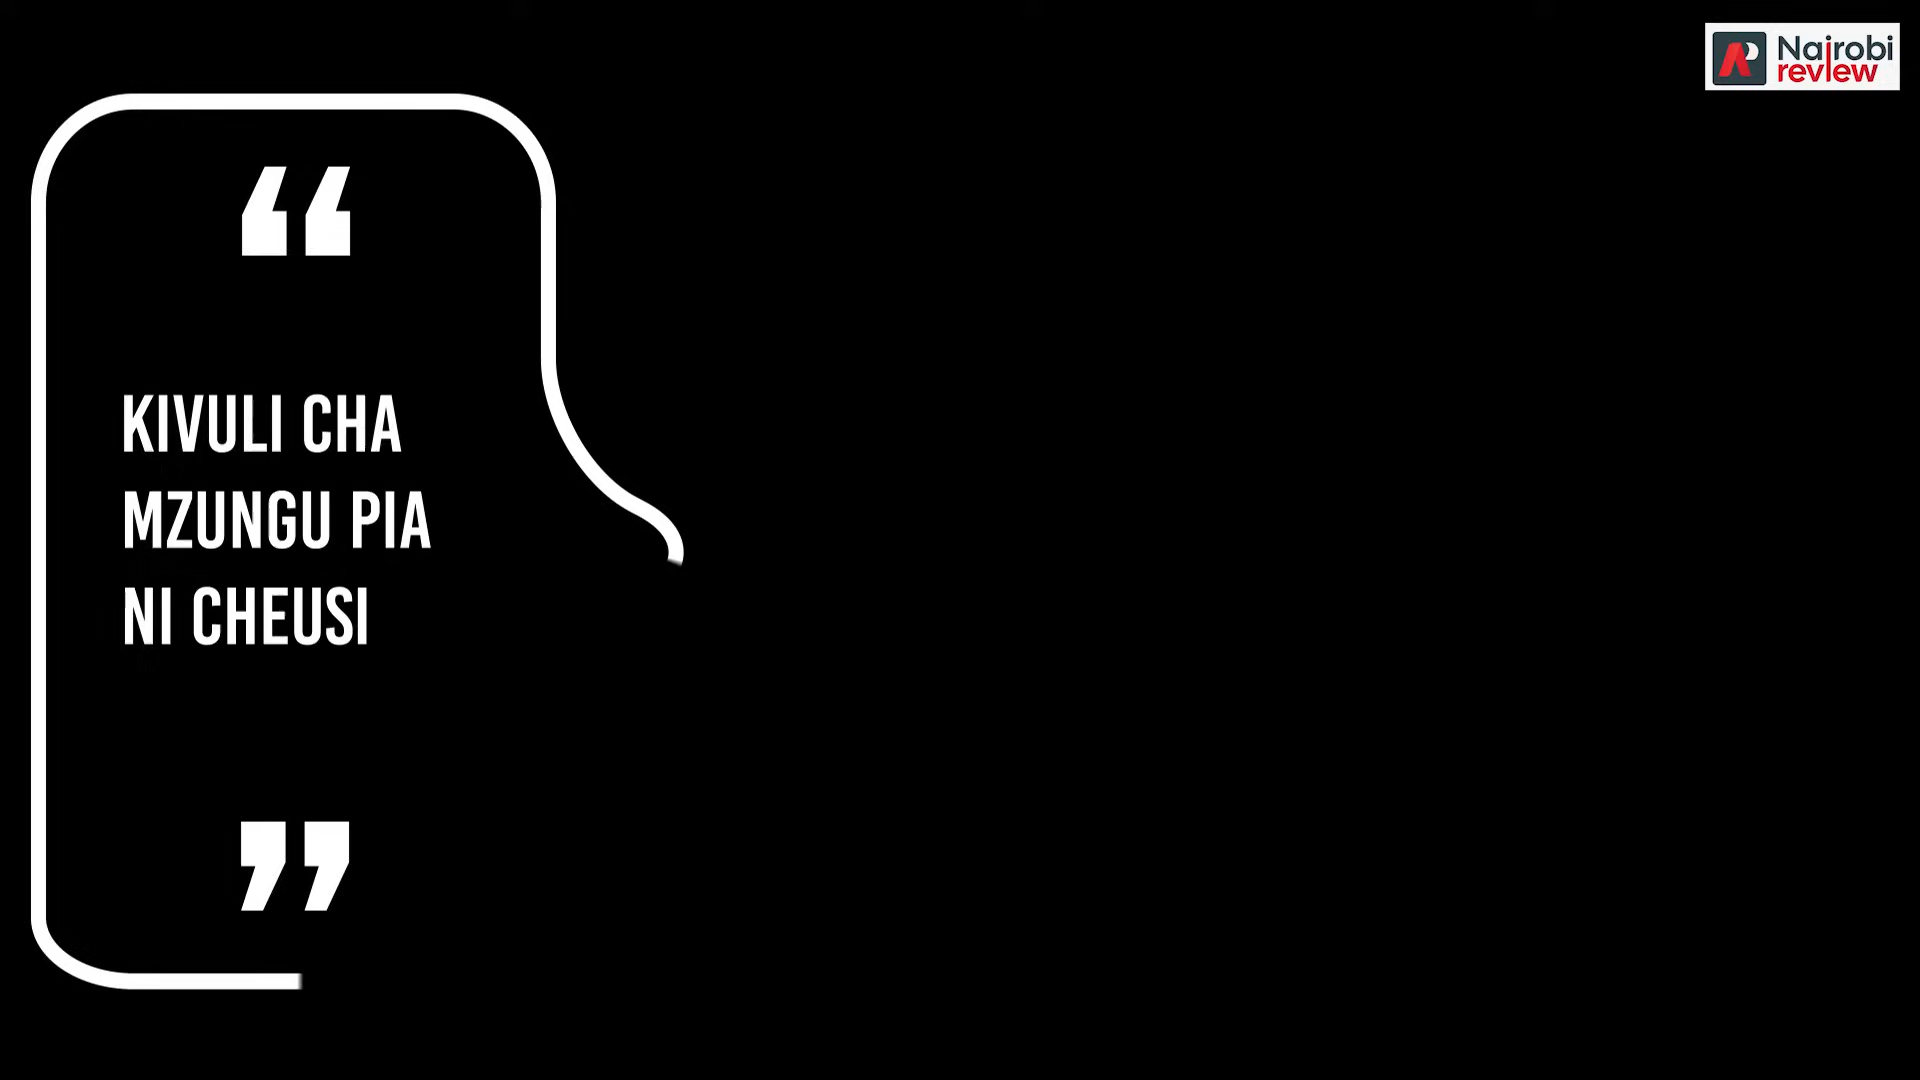 Nairobi
review
“
KIVULI CHA
MZUNGU PIA
NI CHEUSI
”